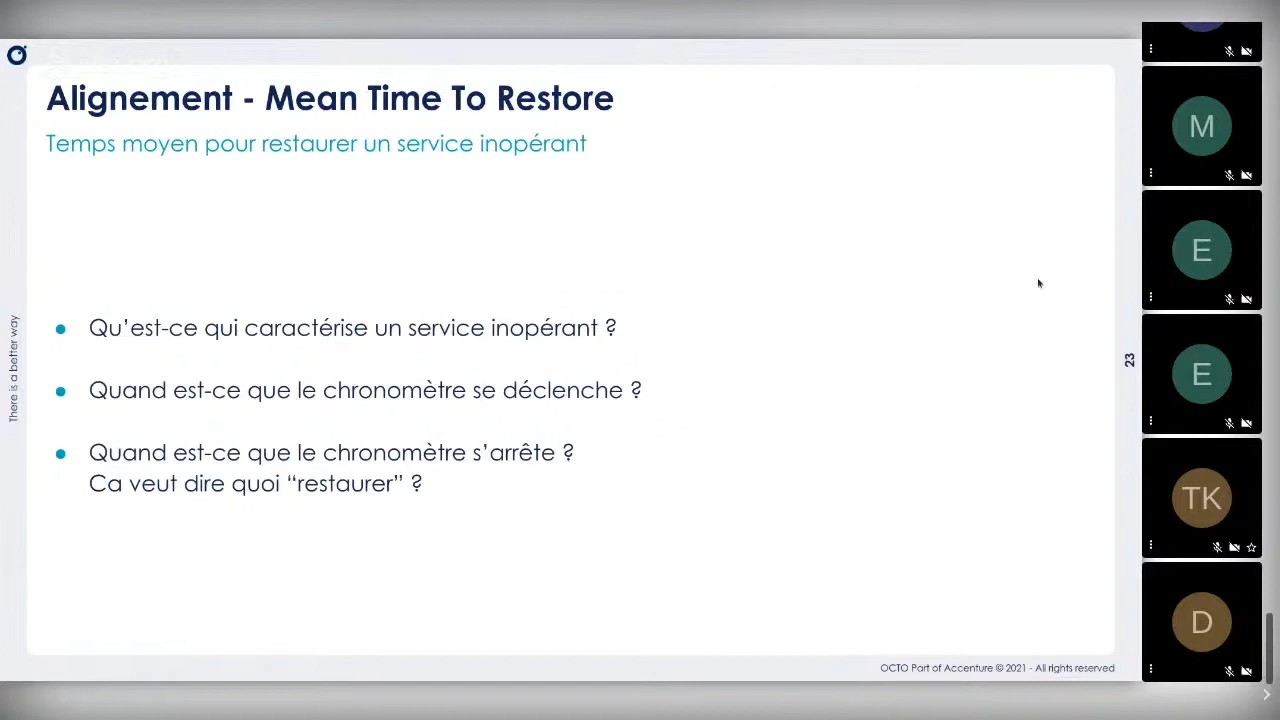 Alignement - Mean Time To Restore
Temps moyen pour restaurer un service inopérant
Qu’est-ce qui caractérise un service inopérant ?
Quand est-ce que le chronomètre se déclenche ?
Quand est-ce que le chronomètre s’arrête ?
Ca veut dire quoi “restaurer” ?
There is a better way
23
OCTO Part of Accenture © 2021 - All rights reserved
M
E
E
TK
D